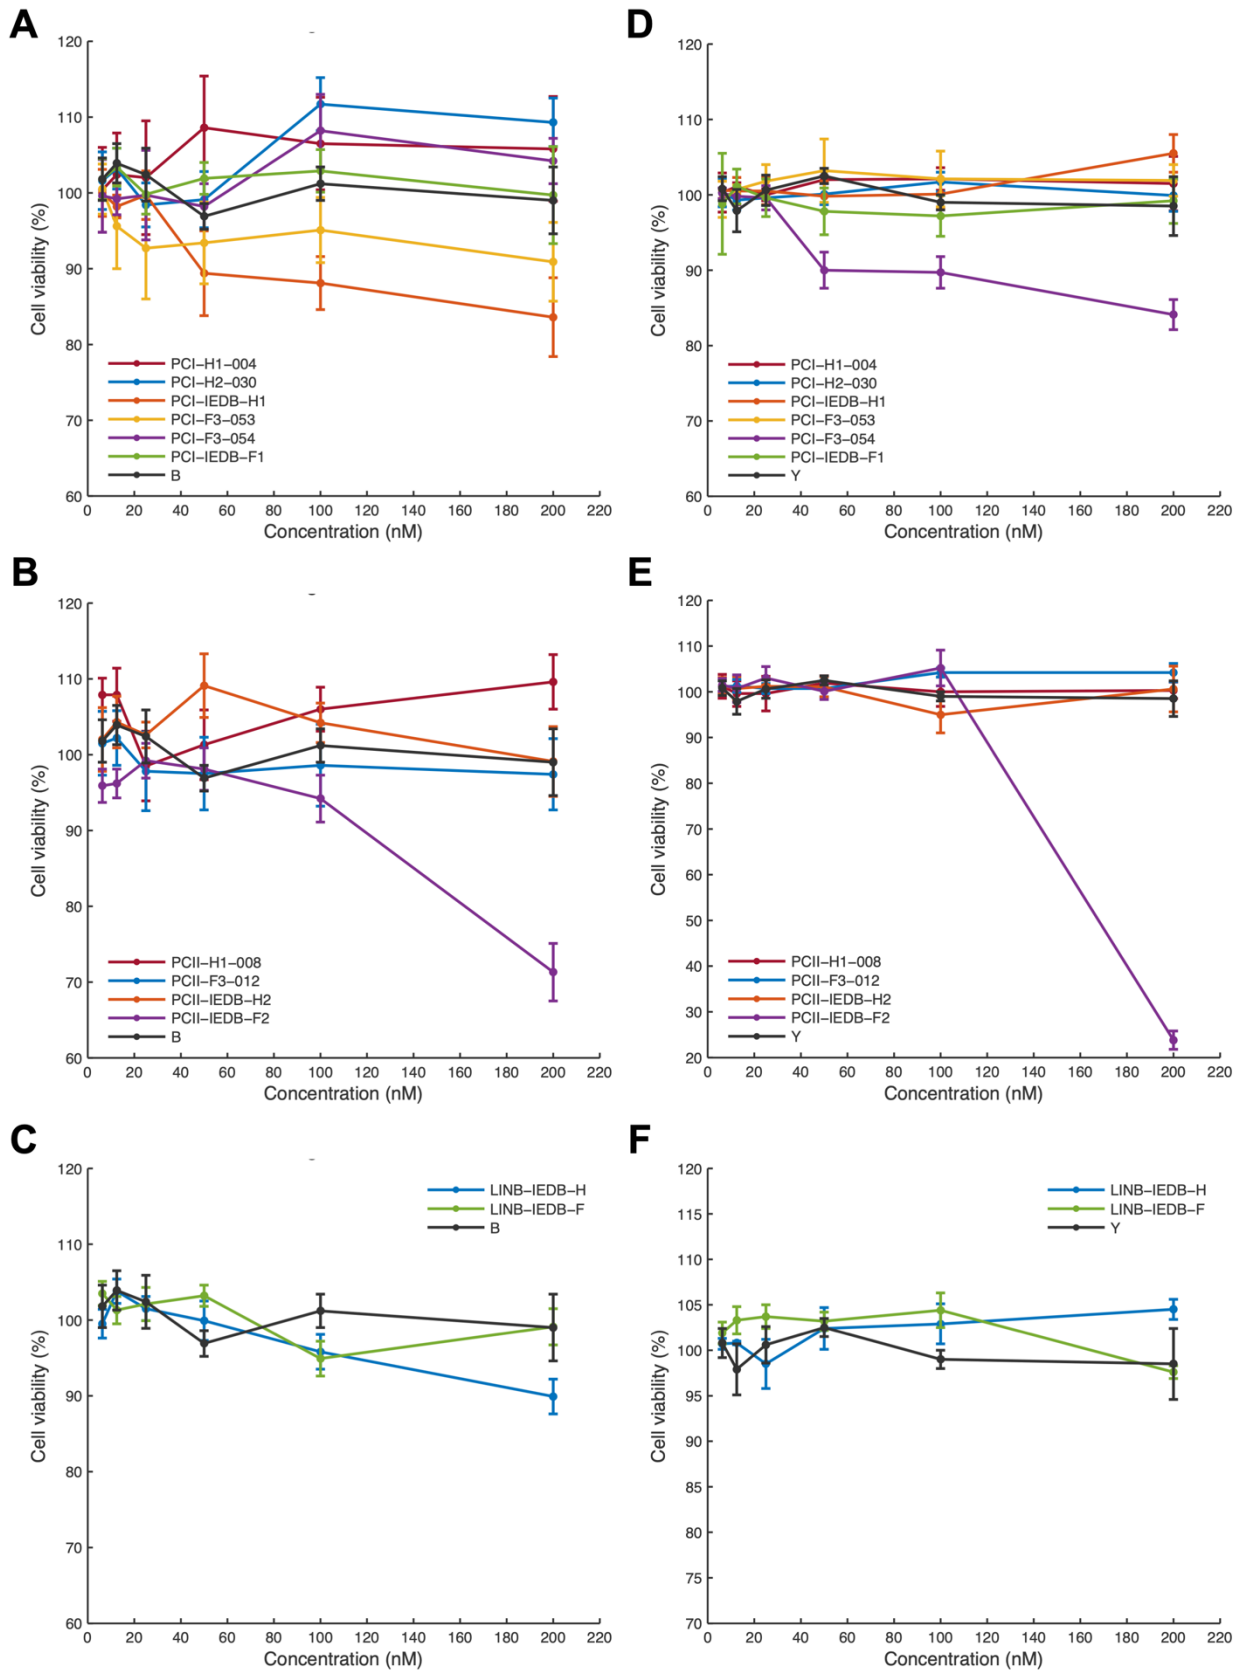 A
120
110
100
90
80
70
60
Cell viability (%)
PCI–H1–004
PCI–H2–030
PCI–IEDB–H1
PCI–F3–053
PCI–F3–054
PCI–IEDB–F1
B
0 20 40 60 80 100 120 140 160 180 200 220
Concentration (nM)
D
120
110
100
90
80
70
60
Cell viability (%)
PCI–H1–004
PCI–H2–030
PCI–IEDB–H1
PCI–F3–053
PCI–F3–054
PCI–IEDB–F1
Y
0 20 40 60 80 100 120 140 160 180 200 220
Concentration (nM)
B
120
110
100
90
80
70
60
Cell viability (%)
PCII–H1–008
PCII–F3–012
PCII–IEDB–H2
PCII–IEDB–F2
B
0 20 40 60 80 100 120 140 160 180 200 220
Concentration (nM)
E
120
110
100
90
80
70
60
50
40
30
20
Cell viability (%)
PCII–H1–008
PCII–F3–012
PCII–IEDB–H2
PCII–IEDB–F2
Y
0 20 40 60 80 100 120 140 160 180 200 220
Concentration (nM)
C
120
110
100
90
80
70
60
Cell viability (%)
LINB–IEDB–H
LINB–IEDB–F
B
0 20 40 60 80 100 120 140 160 180 200 220
Concentration (nM)
F
120
115
110
105
100
95
90
85
80
75
70
Cell viability (%)
LINB–IEDB–H
LINB–IEDB–F
Y
0 20 40 60 80 100 120 140 160 180 200 220
Concentration (nM)